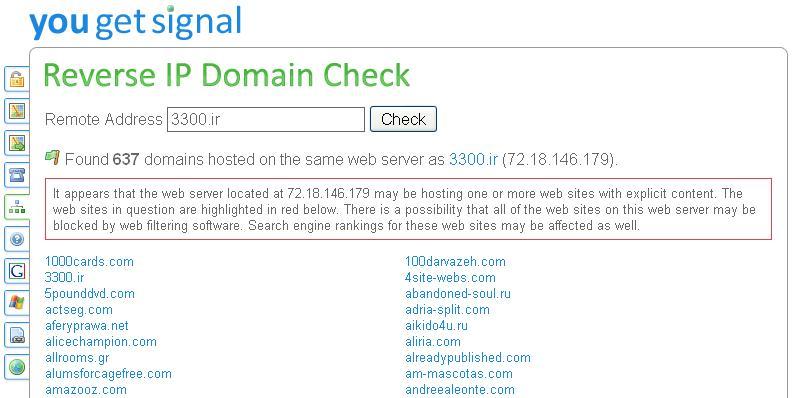 you get signal
Reverse IP Domain Check
Remote Address 3300.ir Check
Found 637 domains hosted on the same web server as 3300.ir (72.18.146.179).
It appears that the web server located at 72.18.146.179 may be hosting one or more web sites with explicit content. The
web sites in question are highlighted in red below. There is a possibility that all of the web sites on this web server may be
blocked by web filtering software. Search engine rankings for these web sites may be affected as well.
1000cards.com
3300.ir
5pounddvd.com
actseg.com
aferyprawa.net
alicechampion.com
allrooms.gr
alumsforcagefree.com
amazooz.com
100darvazeh.com
4site-webs.com
abandoned-soul.ru
adria-split.com
aikido4u.ru
aliria.com
alreadypublished.com
am-mascotas.com
andreealeonte.com
G